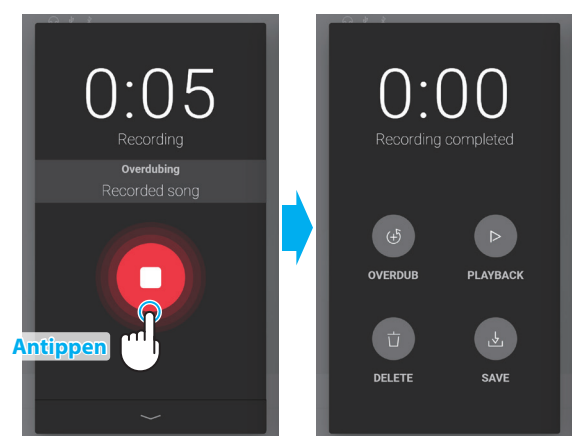 0:05
Recording
Overdubing
Recorded song
Antippen
0:00
Recording completed
OVERDUB
PLAYBACK
DELETE
SAVE